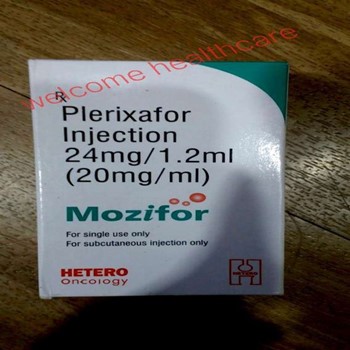 welcome healthcare
Rx
Plerixafor
Injection
24mg/1.2ml
(20mg/ml)
Mozifor
For single use only
For subcutaneous injection only
HETERO
Oncology